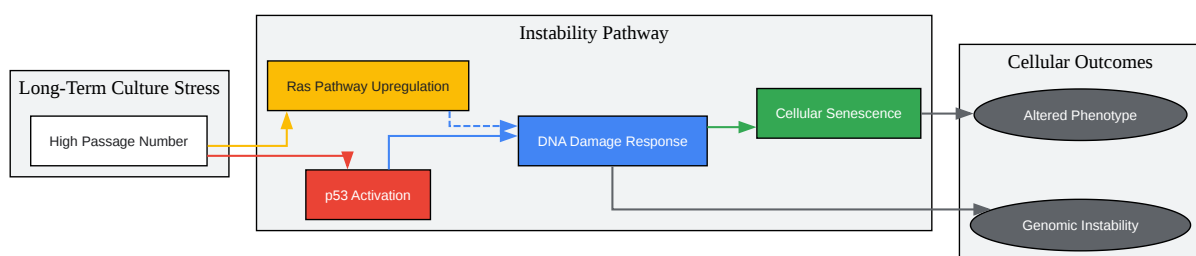 Instability Pathway
Long-Term Culture Stress
High Passage Number
Ras Pathway Upregulation
p53 Activation
DNA Damage Response
Cellular Senescence
Cellular Outcomes
Altered Phenotype
Genomic Instability